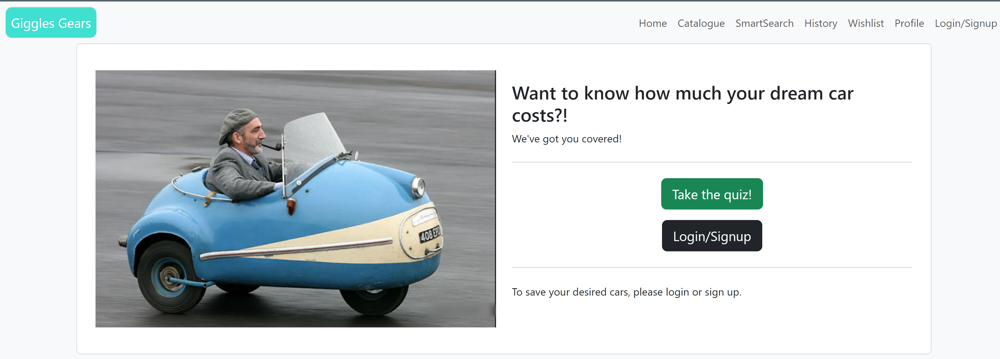 Giggles Gears
Home Catalogue SmartSearch History Wishlist Profile Login/Signup
Want to know how much your dream car
costs?!
We've got you covered!
Take the quiz!
Login/Signup
To save your desired cars, please login or sign up.
408 EPO